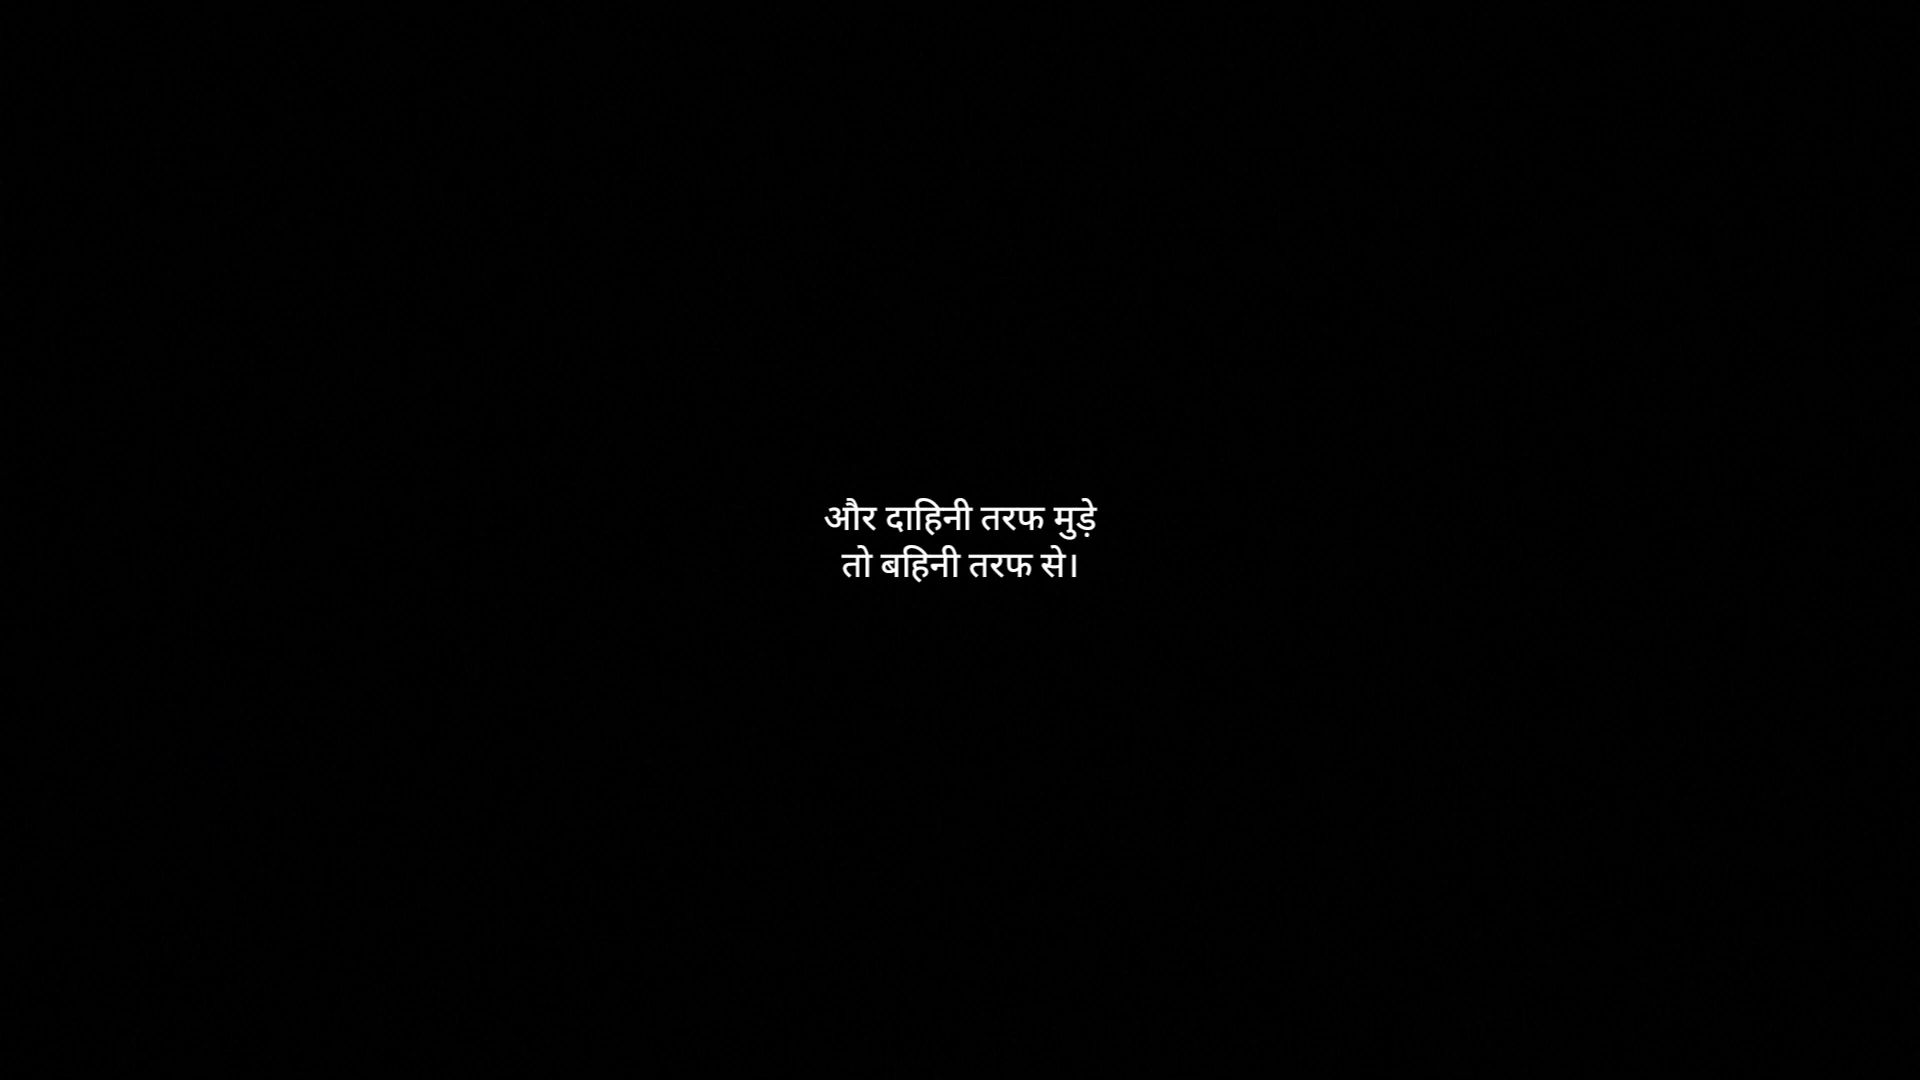 और दाहिनी तरफ मुड़े
तो बहिनी तरफ से।